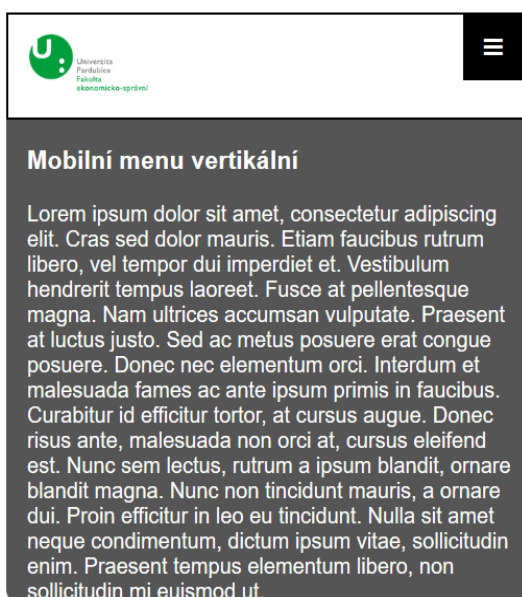 Univerzita
Pardubice
Fakulta
ekonomicko-správní
Mobilní menu vertikální
Lorem ipsum dolor sit amet, consectetur adipiscing
elit. Cras sed dolor mauris. Etiam faucibus rutrum
libero, vel tempor dui imperdiet et. Vestibulum
hendrerit tempus laoreet. Fusce at pellentesque
magna. Nam ultrices accumsan vulputate. Praesent
at luctus justo. Sed ac metus posuere erat congue
posuere. Donec nec elementum orci. Interdum et
malesuada fames ac ante ipsum primis in faucibus.
Curabitur id efficitur tortor, at cursus augue. Donec
risus ante, malesuada non orci at, cursus eleifend
est. Nunc sem lectus, rutrum a ipsum blandit, ornare
blandit magna. Nunc non tincidunt mauris, a ornare
dui. Proin efficitur in leo eu tincidunt. Nulla sit amet
neque condimentum, dictum ipsum vitae, sollicitudin
enim. Praesent tempus elementum libero, non
sollicitudin mi euismod ut.